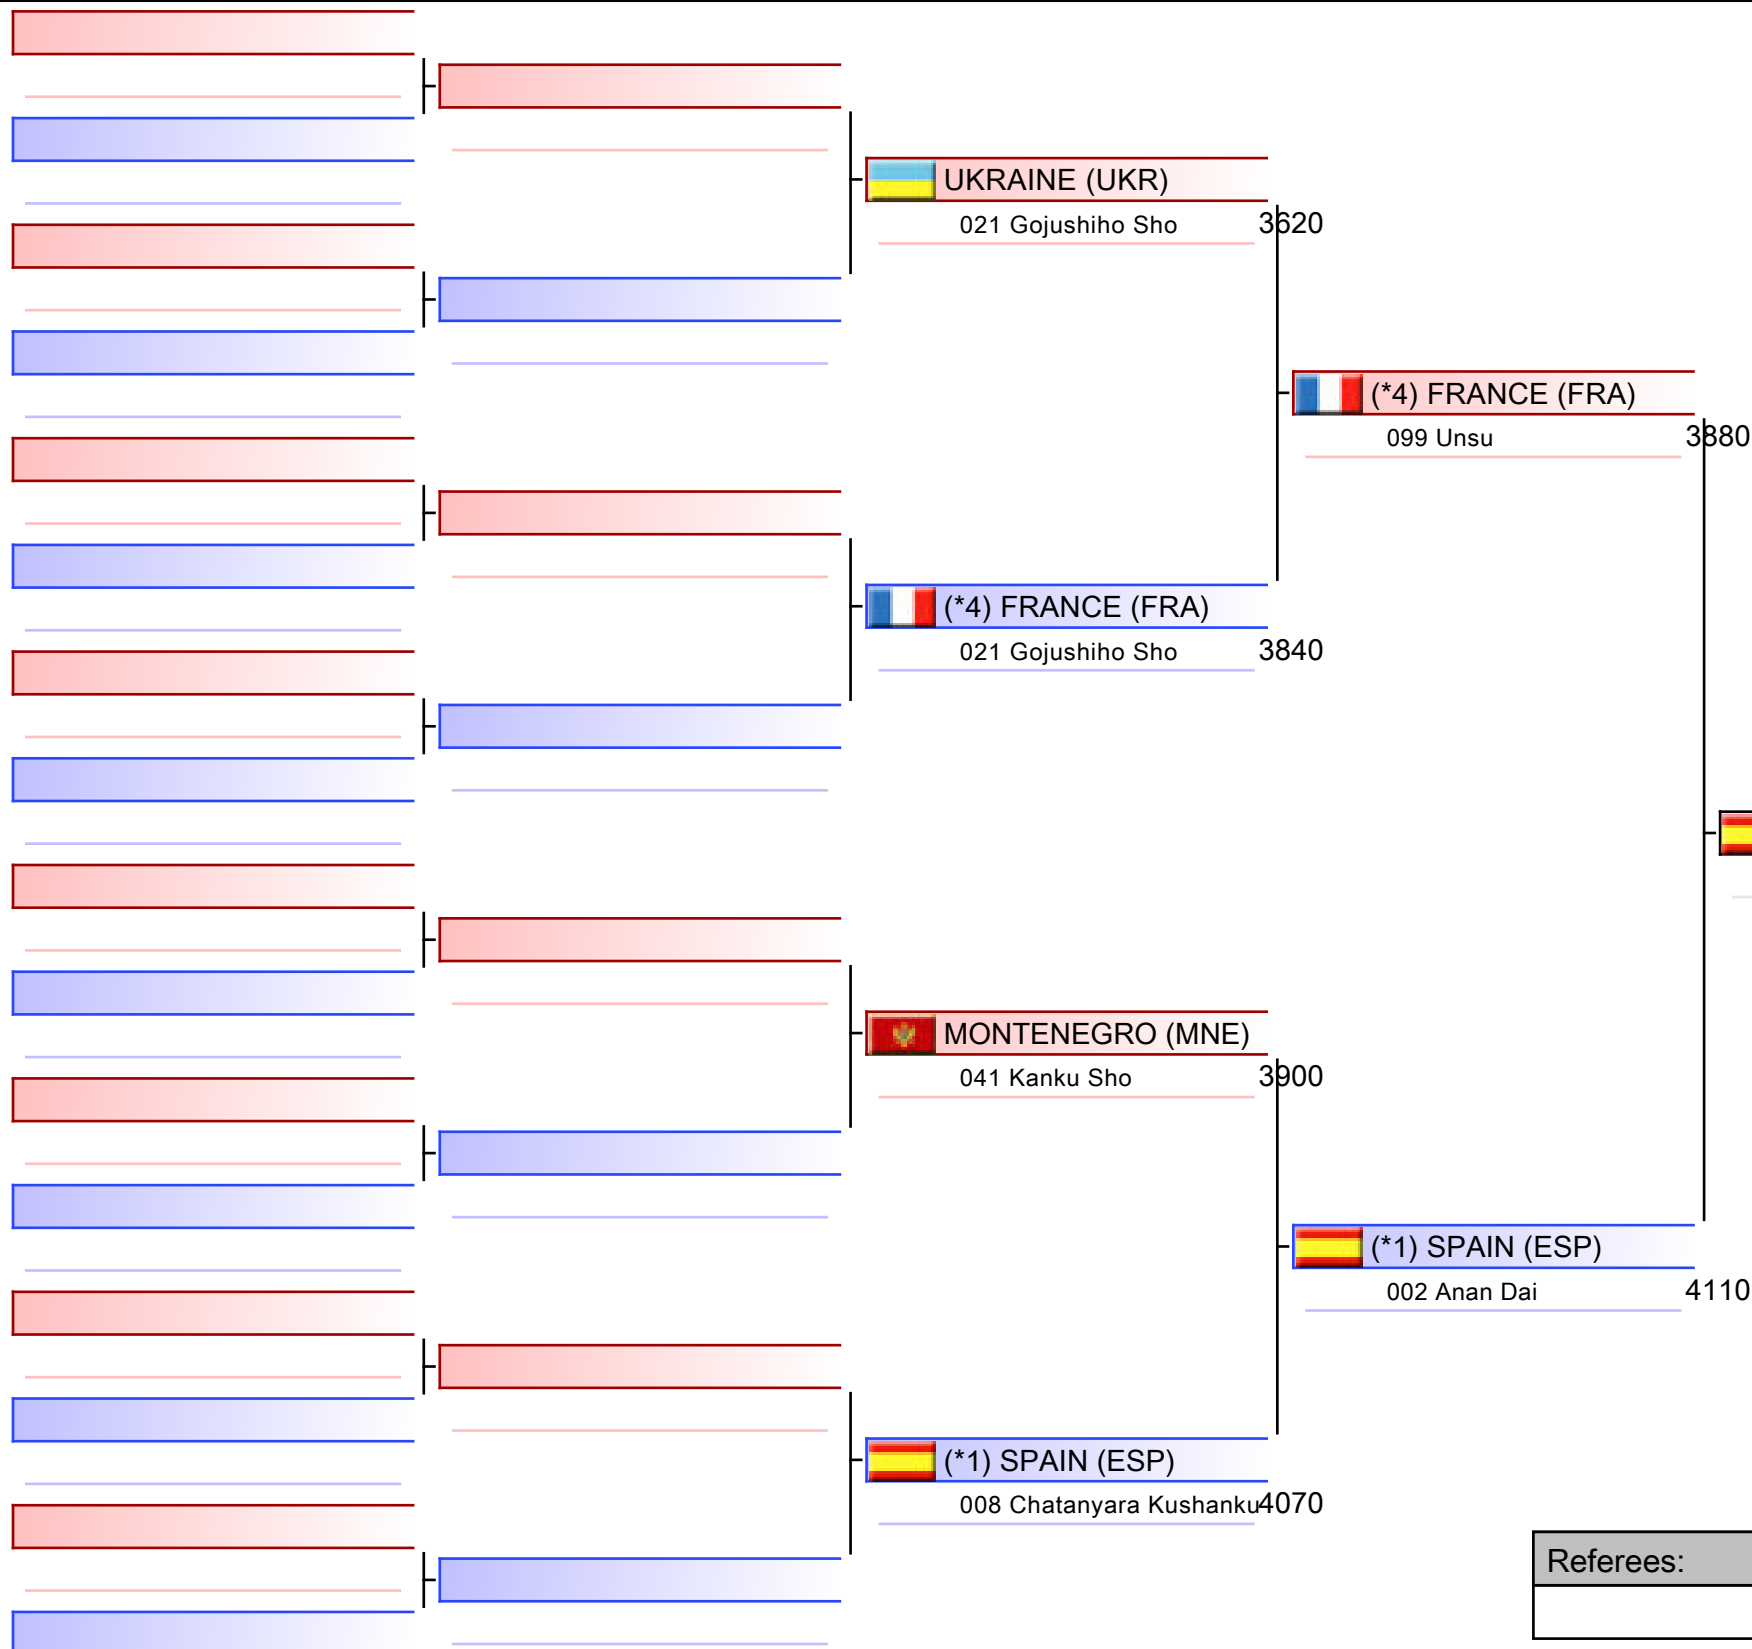 UKRAINE (UKR)
021 Gojushiho Sho 3620
(*4) FRANCE (FRA)
099 Unsu 3880
(*4) FRANCE (FRA)
021 Gojushiho Sho 3840
MONTENEGRO (MNE)
041 Kanku Sho 3900
(*1) SPAIN (ESP)
002 Anan Dai 4110
(*1) SPAIN (ESP)
008 Chatanyara Kushanku 4070
Referees: